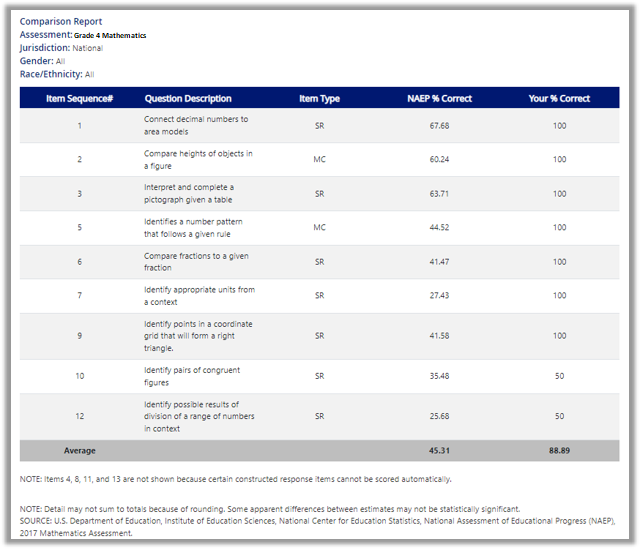 Comparison Report
Assessment: Grade 4 Mathematics
Jurisdiction: National
Gender: All
Race/Ethnicity: All
Item Sequence# Question Description Item Type NAEP % Correct Your % Correct
1 Connect decimal numbers to area models SR 67.68 100
2 Compare heights of objects in a figure MC 60.24 100
3 Interpret and complete a pictograph given a table SR 63.71 100
5 Identifies a number pattern that follows a given rule MC 44.52 100
6 Compare fractions to a given fraction SR 41.47 100
7 Identify appropriate units from a context SR 27.43 100
9 Identify points in a coordinate grid that will form a right triangle. SR 41.58 100
10 Identify pairs of congruent figures SR 35.48 50
12 Identify possible results of division of a range of numbers in context SR 25.68 50
Average 45.31 88.89
NOTE: Items 4, 8, 11, and 13 are not shown because certain constructed response items cannot be scored automatically.
NOTE: Detail may not sum to totals because of rounding. Some apparent differences between estimates may not be statistically significant.
SOURCE: U.S. Department of Education, Institute of Education Sciences, National Center for Education Statistics, National Assessment of Educational Progress (NAEP),
2017 Mathematics Assessment.